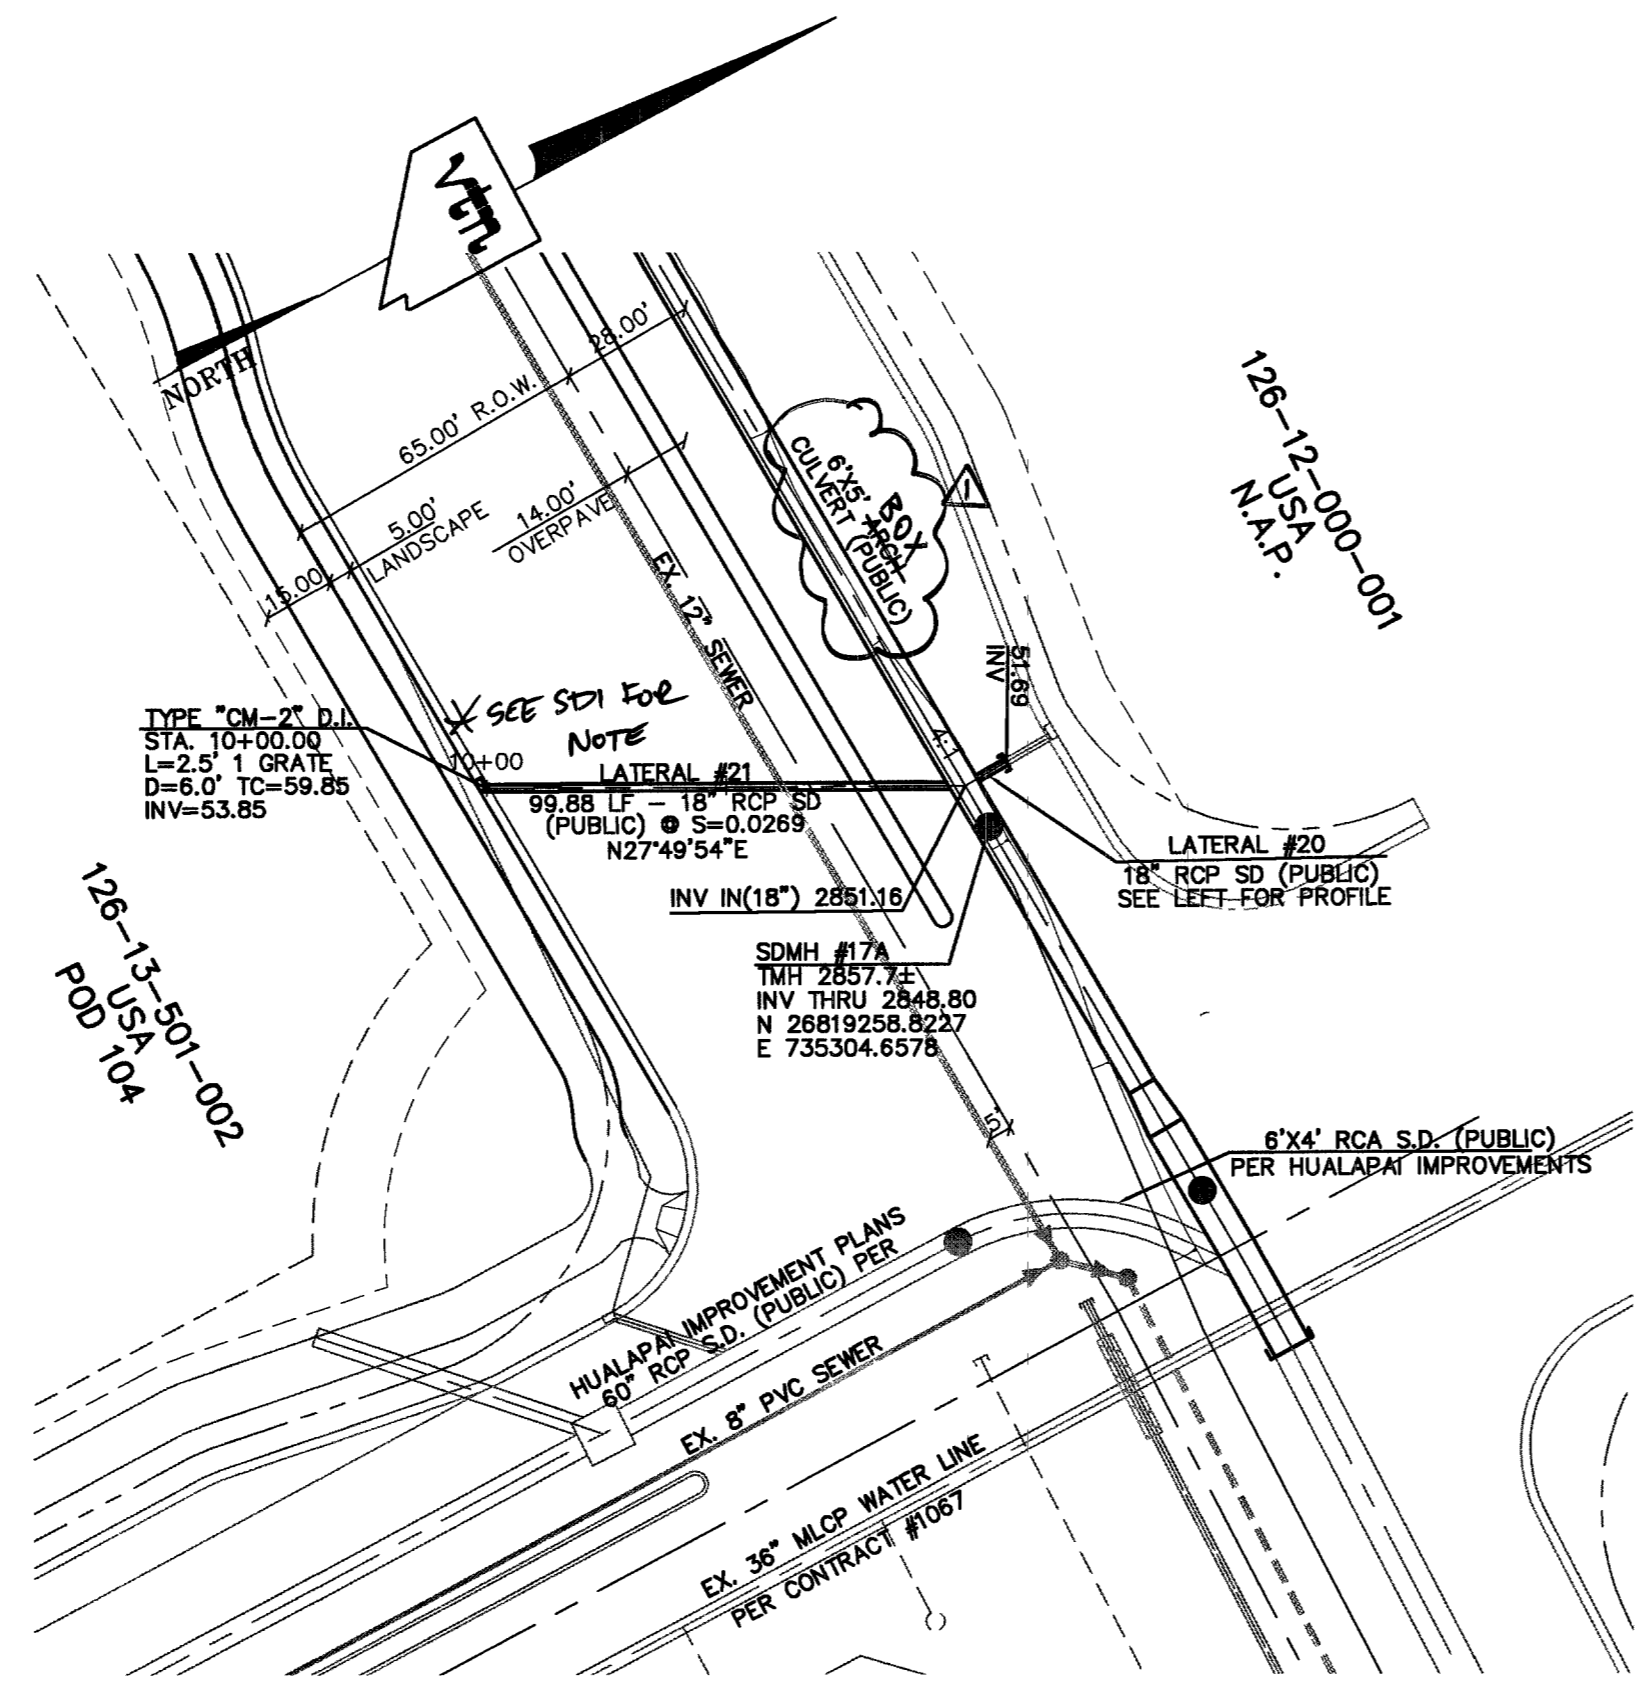 vtn
NORTH
28.00'
65.00' R.O.W.
5.00'
LANDSCAPE
14.00'
OVERPAVE
15.00
6'X5' ARCH BOX
CULVERT (PUBLIC)
1
126-12-000-001
USA
N.A.P.
EX. 12" SEWER
51.69
INV
SEE SD1 FOR
NOTE
TYPE "CM-2" D.I.
STA. 10+00.00
L=2.5' 1 GRATE
D=6.0' TC=59.85
INV=53.85
10+00
LATERAL #21
99.88 LF - 18" RCP SD
(PUBLIC) @ S=0.0269
N27°49'54"E
4:1
LATERAL #20
18" RCP SD (PUBLIC)
SEE LEFT FOR PROFILE
INV IN(18") 2851.16
SDMH #17A
TMH 2857.7±
INV THRU 2848.80
N 26819258.8227
E 735304.6578
126-13-501-002
USA
POD 104
5'
6'X4' RCA S.D. (PUBLIC)
PER HUALAPAI IMPROVEMENTS
HUALAPAI IMPROVEMENT PLANS
60" RCP S.D. (PUBLIC) PER
EX. 8" PVC SEWER
EX. 36" MLCP WATER LINE
PER CONTRACT #1067